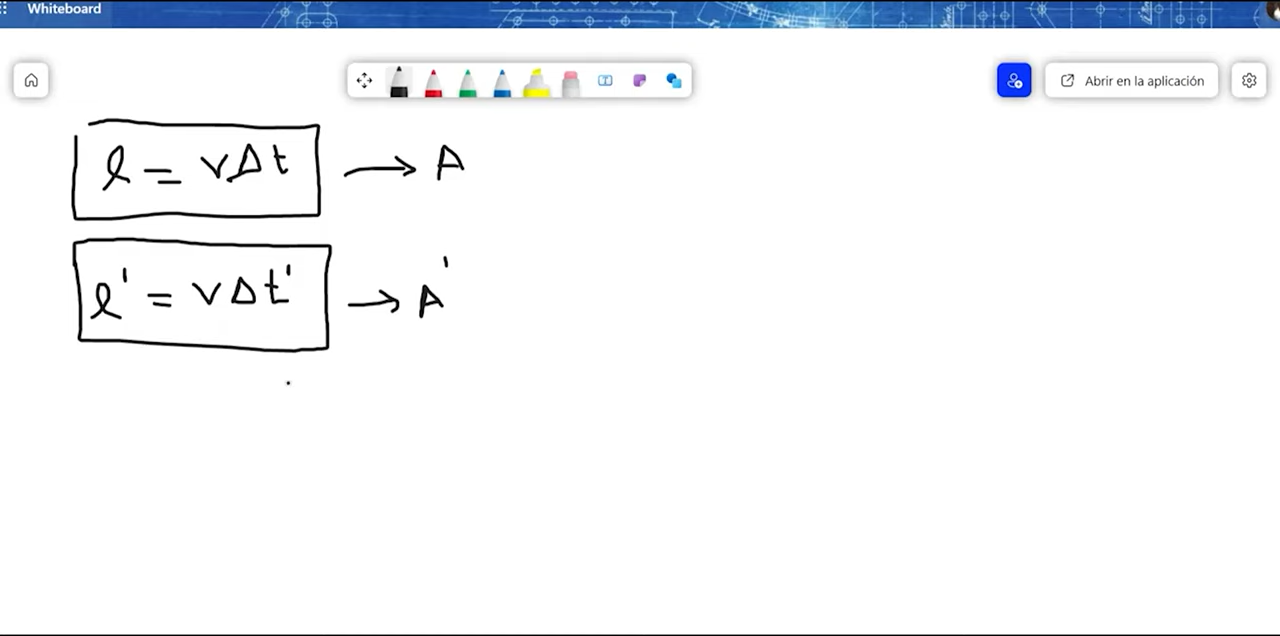 Whiteboard
Abrir en la aplicación
l = vΔt → A
l' = vΔt' → A'